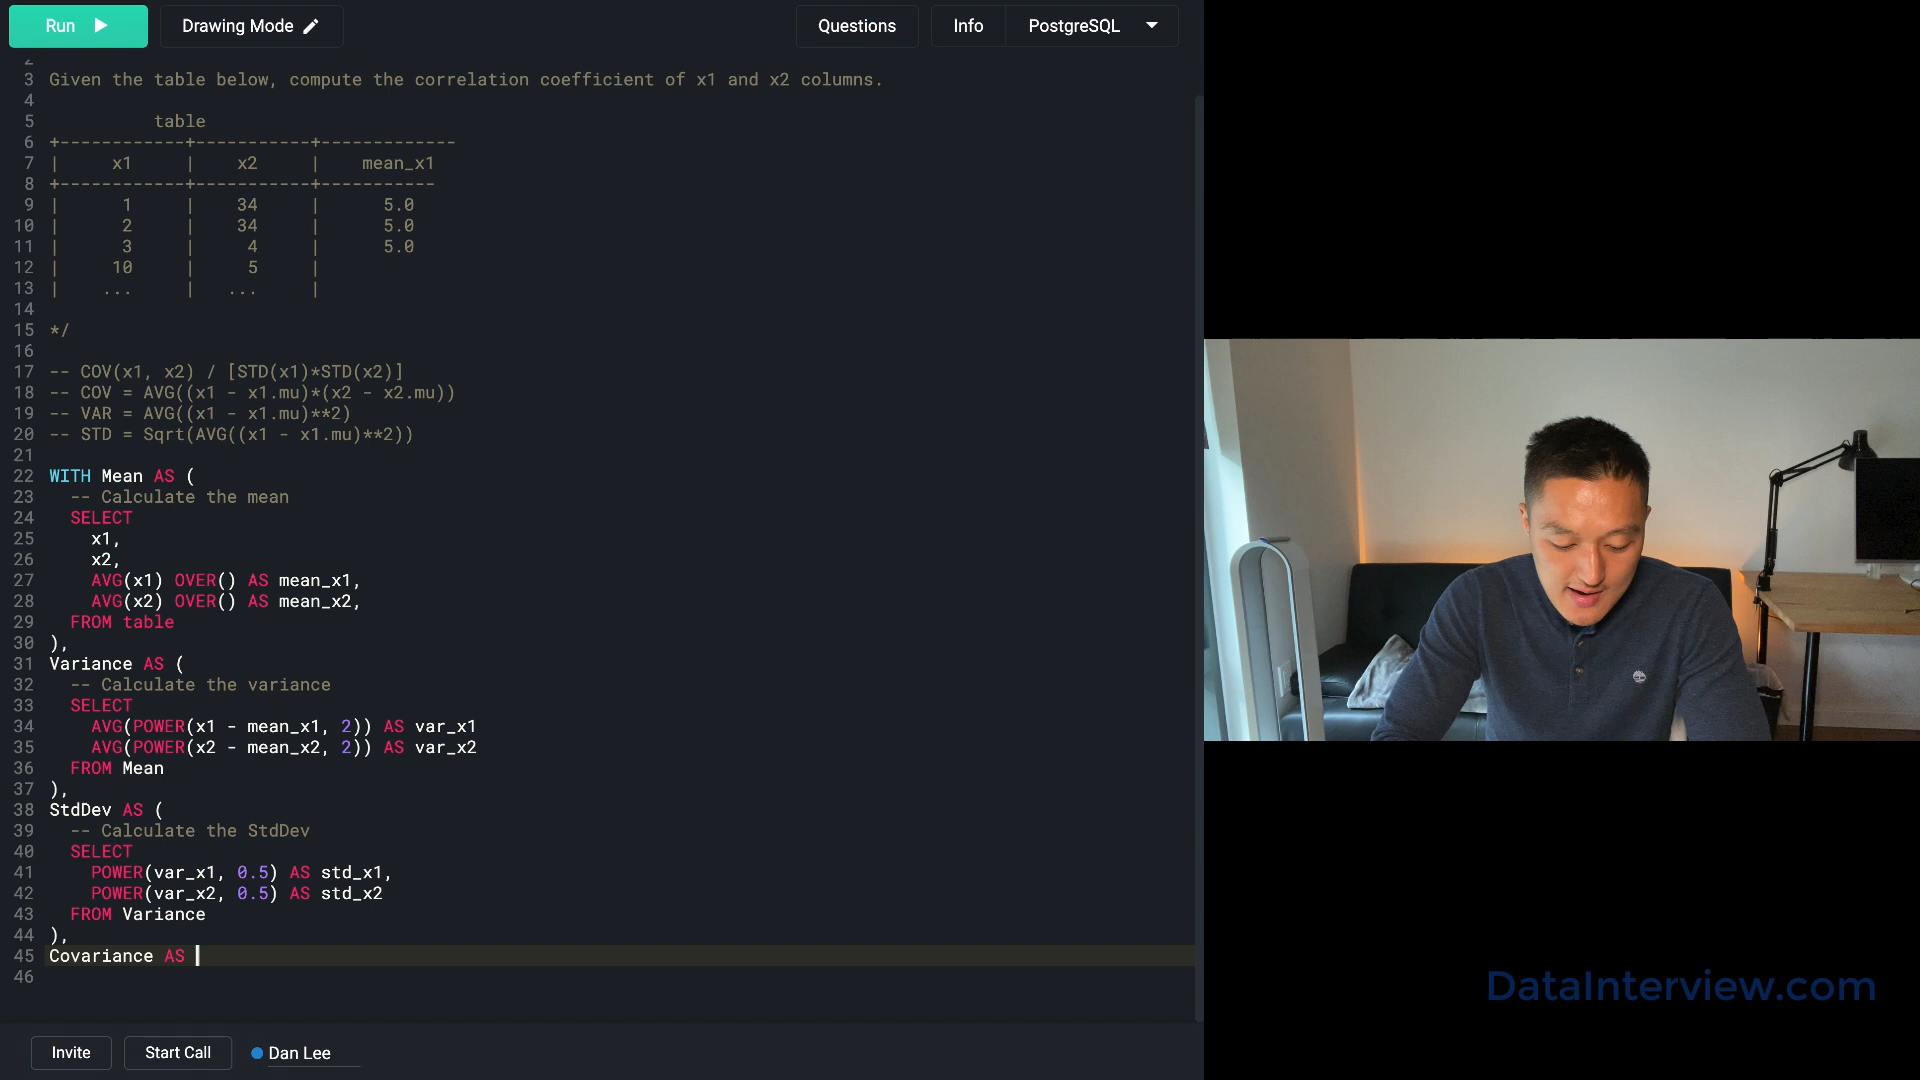 Run
Drawing Mode
Questions
Info
PostgreSQL
2
3 Given the table below, compute the correlation coefficient of x1 and x2 columns.
4
5 table
6 +------------+-----------+-------------
7 | x1 | x2 | mean_x1
8 +------------+-----------+-----------
9 | 1 | 34 | 5.0
10 | 2 | 34 | 5.0
11 | 3 | 4 | 5.0
12 | 10 | 5 |
13 | ... | ... |
14
15 */
16
17 -- COV(x1, x2) / [STD(x1)*STD(x2)]
18 -- COV = AVG((x1 - x1.mu)*(x2 - x2.mu))
19 -- VAR = AVG((x1 - x1.mu)**2)
20 -- STD = Sqrt(AVG((x1 - x1.mu)**2))
21
22 WITH Mean AS (
23 -- Calculate the mean
24 SELECT
25 x1,
26 x2,
27 AVG(x1) OVER() AS mean_x1,
28 AVG(x2) OVER() AS mean_x2,
29 FROM table
30 ),
31 Variance AS (
32 -- Calculate the variance
33 SELECT
34 AVG(POWER(x1 - mean_x1, 2)) AS var_x1
35 AVG(POWER(x2 - mean_x2, 2)) AS var_x2
36 FROM Mean
37 ),
38 StdDev AS (
39 -- Calculate the StdDev
40 SELECT
41 POWER(var_x1, 0.5) AS std_x1,
42 POWER(var_x2, 0.5) AS std_x2
43 FROM Variance
44 ),
45 Covariance AS
46
DataInterview.com
Invite
Start Call
Dan Lee